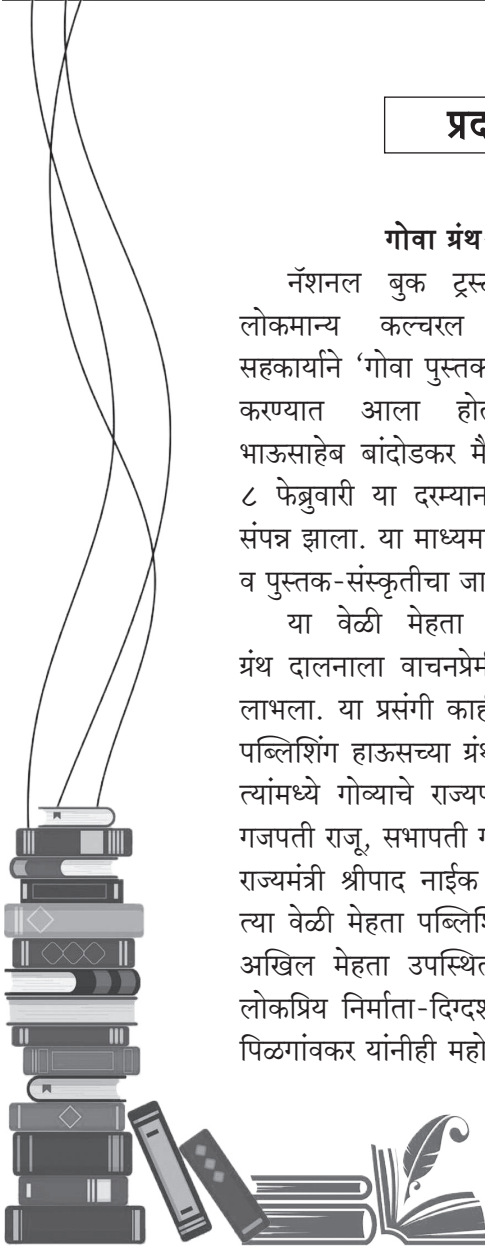 प्रद
गोवा ग्रंथ
नॅशनल बुक ट्रस्ट
लोकमान्य कल्चरल
सहकार्याने ‘गोवा पुस्तक
करण्यात आला होत
भाऊसाहेब बांदोडकर मै
८ फेब्रुवारी या दरम्यान
संपन्न झाला. या माध्यमा
व पुस्तक-संस्कृतीचा जा
या वेळी मेहता
ग्रंथ दालनाला वाचनप्रेमी
लाभला. या प्रसंगी काही
पब्लिशिंग हाऊसच्या ग्रंथ
त्यांमध्ये गोव्याचे राज्यप
गजपती राजू, सभापती ग
राज्यमंत्री श्रीपाद नाईक
त्या वेळी मेहता पब्लिशि
अखिल मेहता उपस्थित
लोकप्रिय निर्माता-दिग्दश
पिळगांवकर यांनीही महो